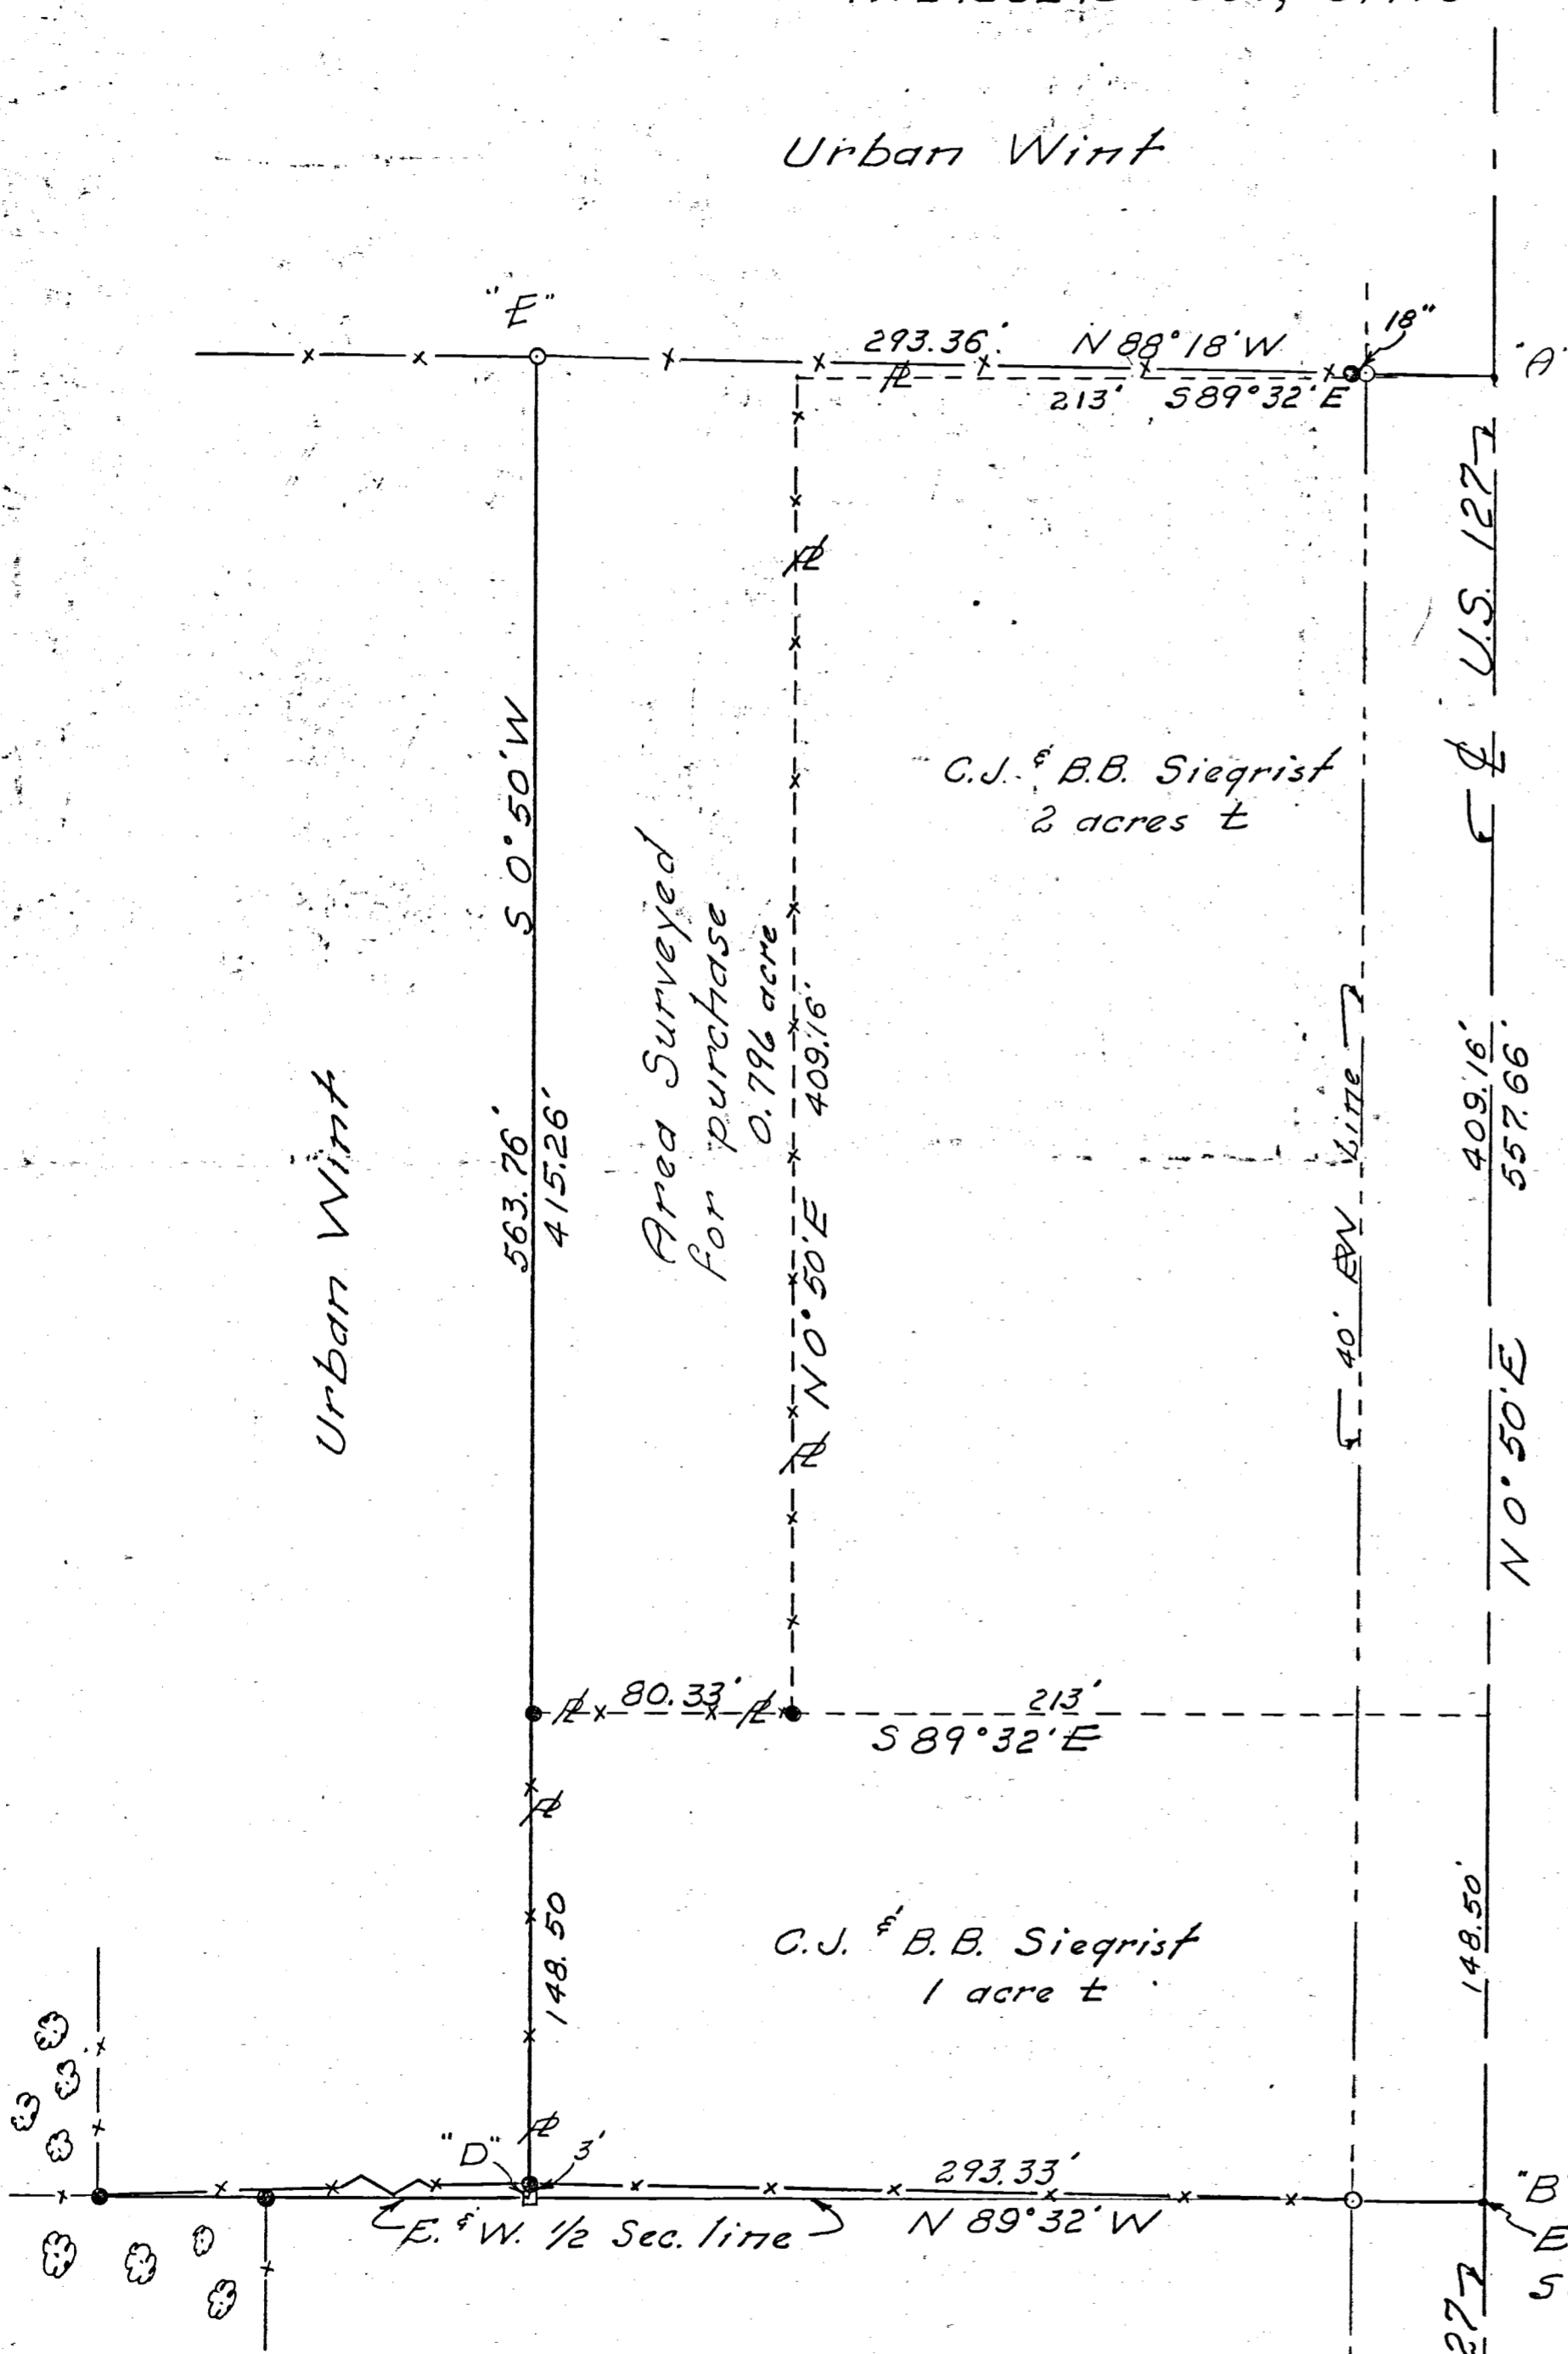 Urban Wint
"E"
293.36' N 88°18'W
18"
"A"
℄
213' S 89°32'E
U.S. 127
℄
S 0°50'W
C.J. & B.B. Siegrist
2 acres ±
Area Surveyed
for purchase
0.796 acre
409.16'
N 0°50'E
Urban Wint
563.76'
415.26'
40' R/W Line
409.16'
557.66'
N 0°50'E
80.33'
213'
S 89°32'E
148.50
148.50'
C.J. & B.B. Siegrist
1 acre ±
"D"
3'
293.33'
N 89°32'W
E. & W. 1/2 Sec. line
"B
E
S
27